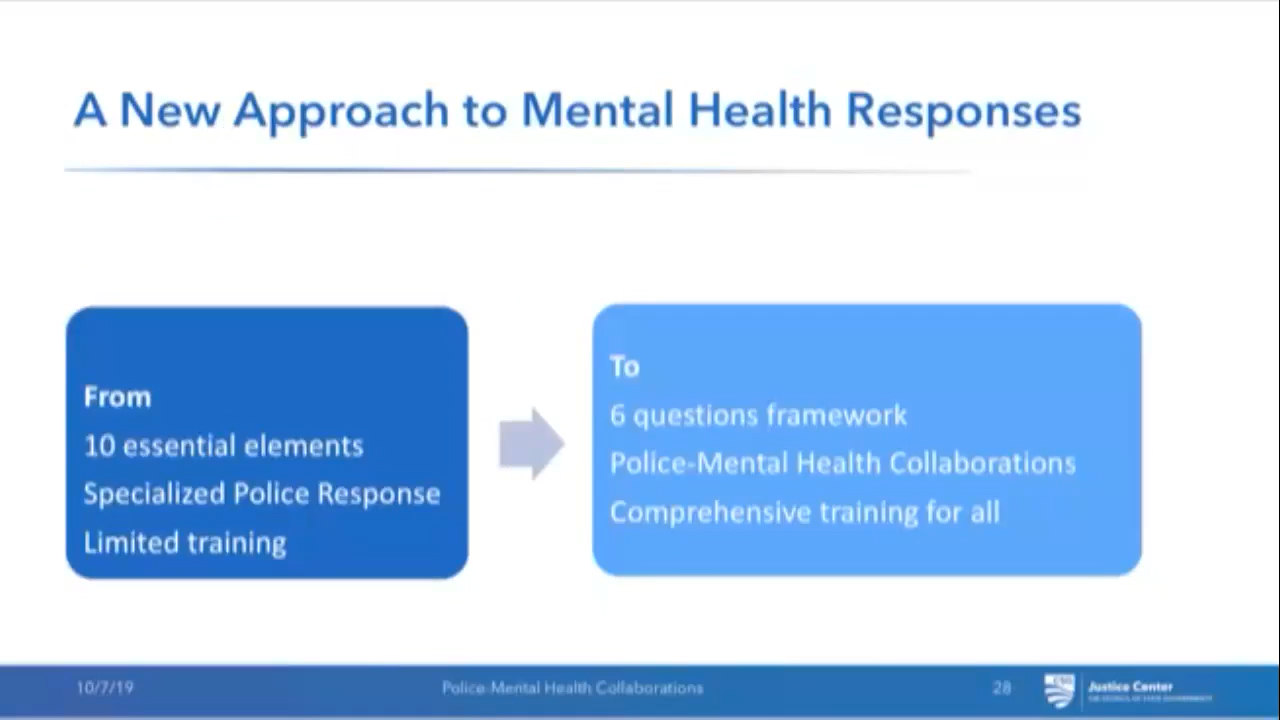 A New Approach to Mental Health Responses
From
10 essential elements
Specialized Police Response
Limited training
To
6 questions framework
Police-Mental Health Collaborations
Comprehensive training for all
10/7/19
Police-Mental Health Collaborations
28
Justice Center